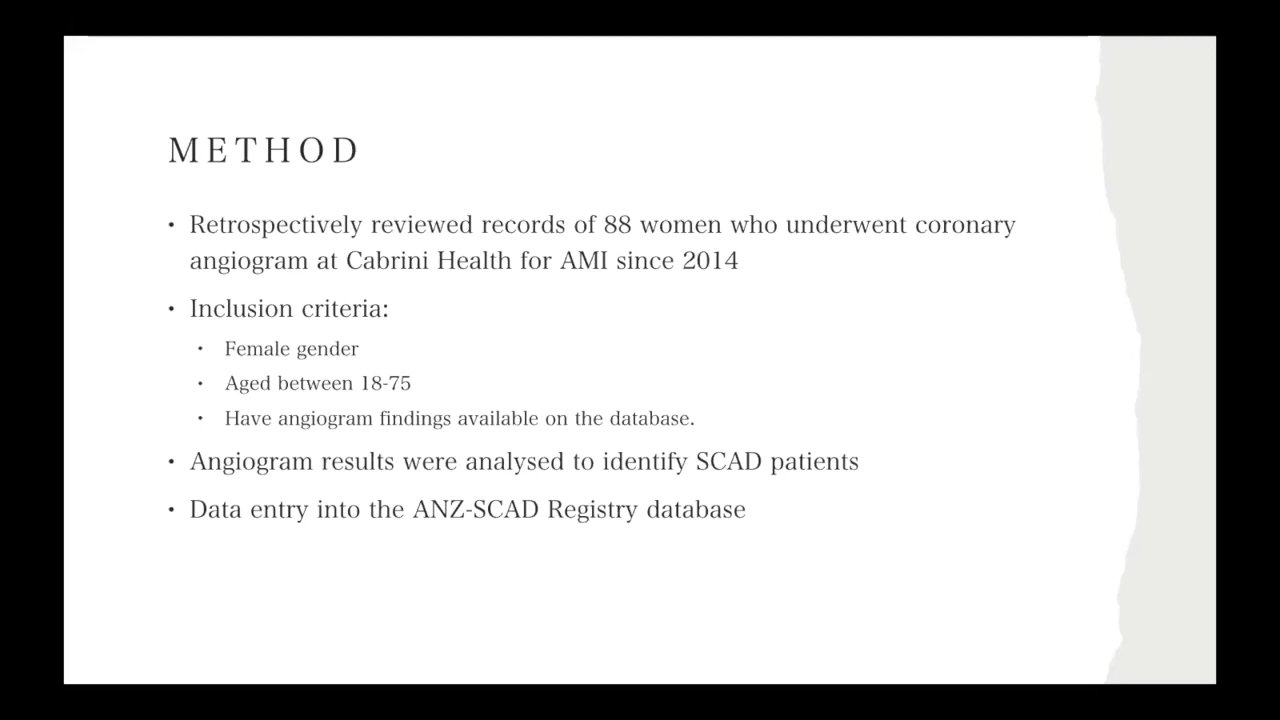 METHOD
• Retrospectively reviewed records of 88 women who underwent coronary
angiogram at Cabrini Health for AMI since 2014
• Inclusion criteria:
• Female gender
• Aged between 18-75
• Have angiogram findings available on the database.
• Angiogram results were analysed to identify SCAD patients
• Data entry into the ANZ-SCAD Registry database